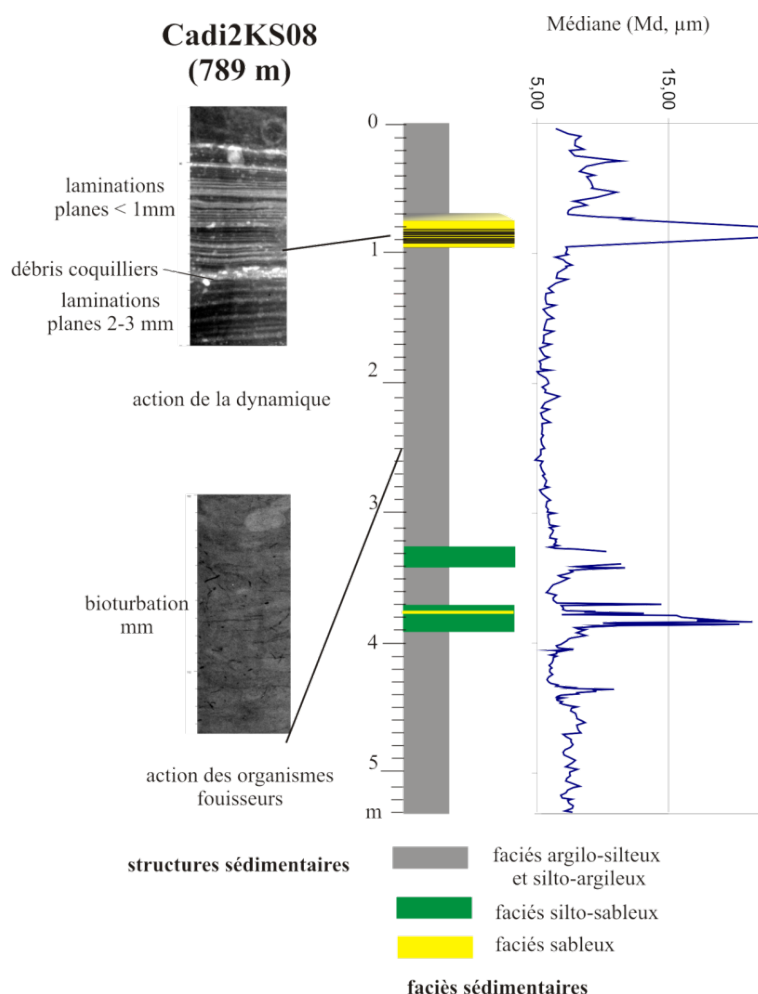 Cadi2KS08
(789 m)
Médiane (Md, µm)
5,00
15,00
laminations
planes < 1mm
débris coquilliers
laminations
planes 2-3 mm
action de la dynamique
bioturbation
mm
action des organismes
fouisseurs
structures sédimentaires
0
1
2
3
4
5
m
faciés argilo-silteux
et silto-argileux
faciés silto-sableux
faciés sableux
faciès sédimentaires